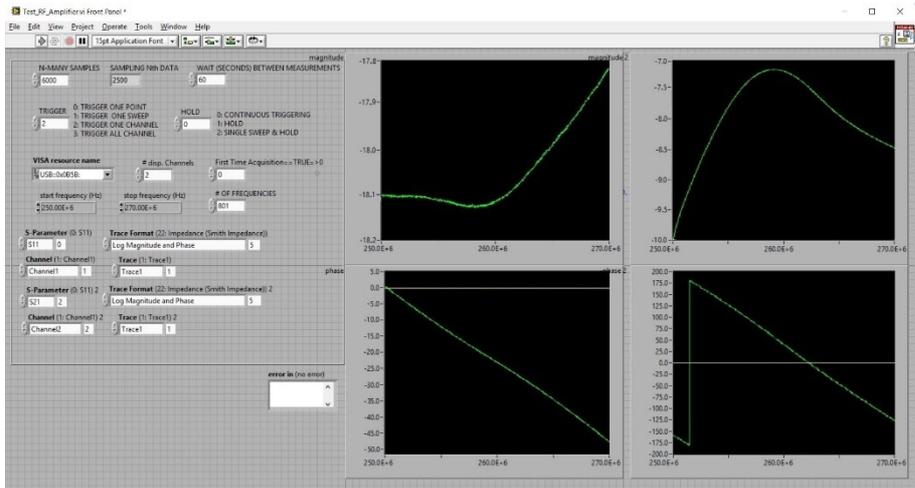 Test_RF_Amplifier.vi Front Panel *
File Edit View Project Operate Tools Window Help
15pt Application Font
N-MANY SAMPLES SAMPLING Nth DATA WAIT (SECONDS) BETWEEN MEASUREMENTS
6000 2500 60
TRIGGER 0: TRIGGER ONE POINT
1: TRIGGER ONE SWEEP
2: TRIGGER ONE CHANNEL
3: TRIGGER ALL CHANNEL
2
HOLD 0: CONTINUOUS TRIGGERING
1: HOLD
2: SINGLE SWEEP & HOLD
0
VISA resource name # disp. Channels First Time Acquisition==TRUE=>0
USB::0x0B5B: 2 0
start frequency (Hz) stop frequency (Hz) # OF FREQUENCIES
250.00E+6 270.00E+6 801
S-Parameter (0: S11) Trace Format (22: Impedance (Smith Impedance))
S11 0 Log Magnitude and Phase 5
Channel (1: Channel1) Trace (1: Trace1)
Channel1 1 Trace1 1
S-Parameter (0: S11) 2 Trace Format (22: Impedance (Smith Impedance)) 2
S21 2 Log Magnitude and Phase 5
Channel (1: Channel1) 2 Trace (1: Trace1) 2
Channel2 2 Trace1 1
error in (no error)
magnitude
-17.8
-17.9
-18.0
-18.1
-18.2
250.0E+6 260.0E+6 270.0E+6
magnitude 2
-7.0
-7.5
-8.0
-8.5
-9.0
-9.5
-10.0
250.0E+6 260.0E+6 270.0E+6
phase
5.0
0.0
-5.0
-10.0
-15.0
-20.0
-25.0
-30.0
-35.0
-40.0
-45.0
-50.0
250.0E+6 260.0E+6 270.0E+6
phase 2
200.0
175.0
150.0
125.0
100.0
75.0
50.0
25.0
0.0
-25.0
-50.0
-75.0
-100.0
-125.0
-150.0
-175.0
-200.0
250.0E+6 260.0E+6 270.0E+6